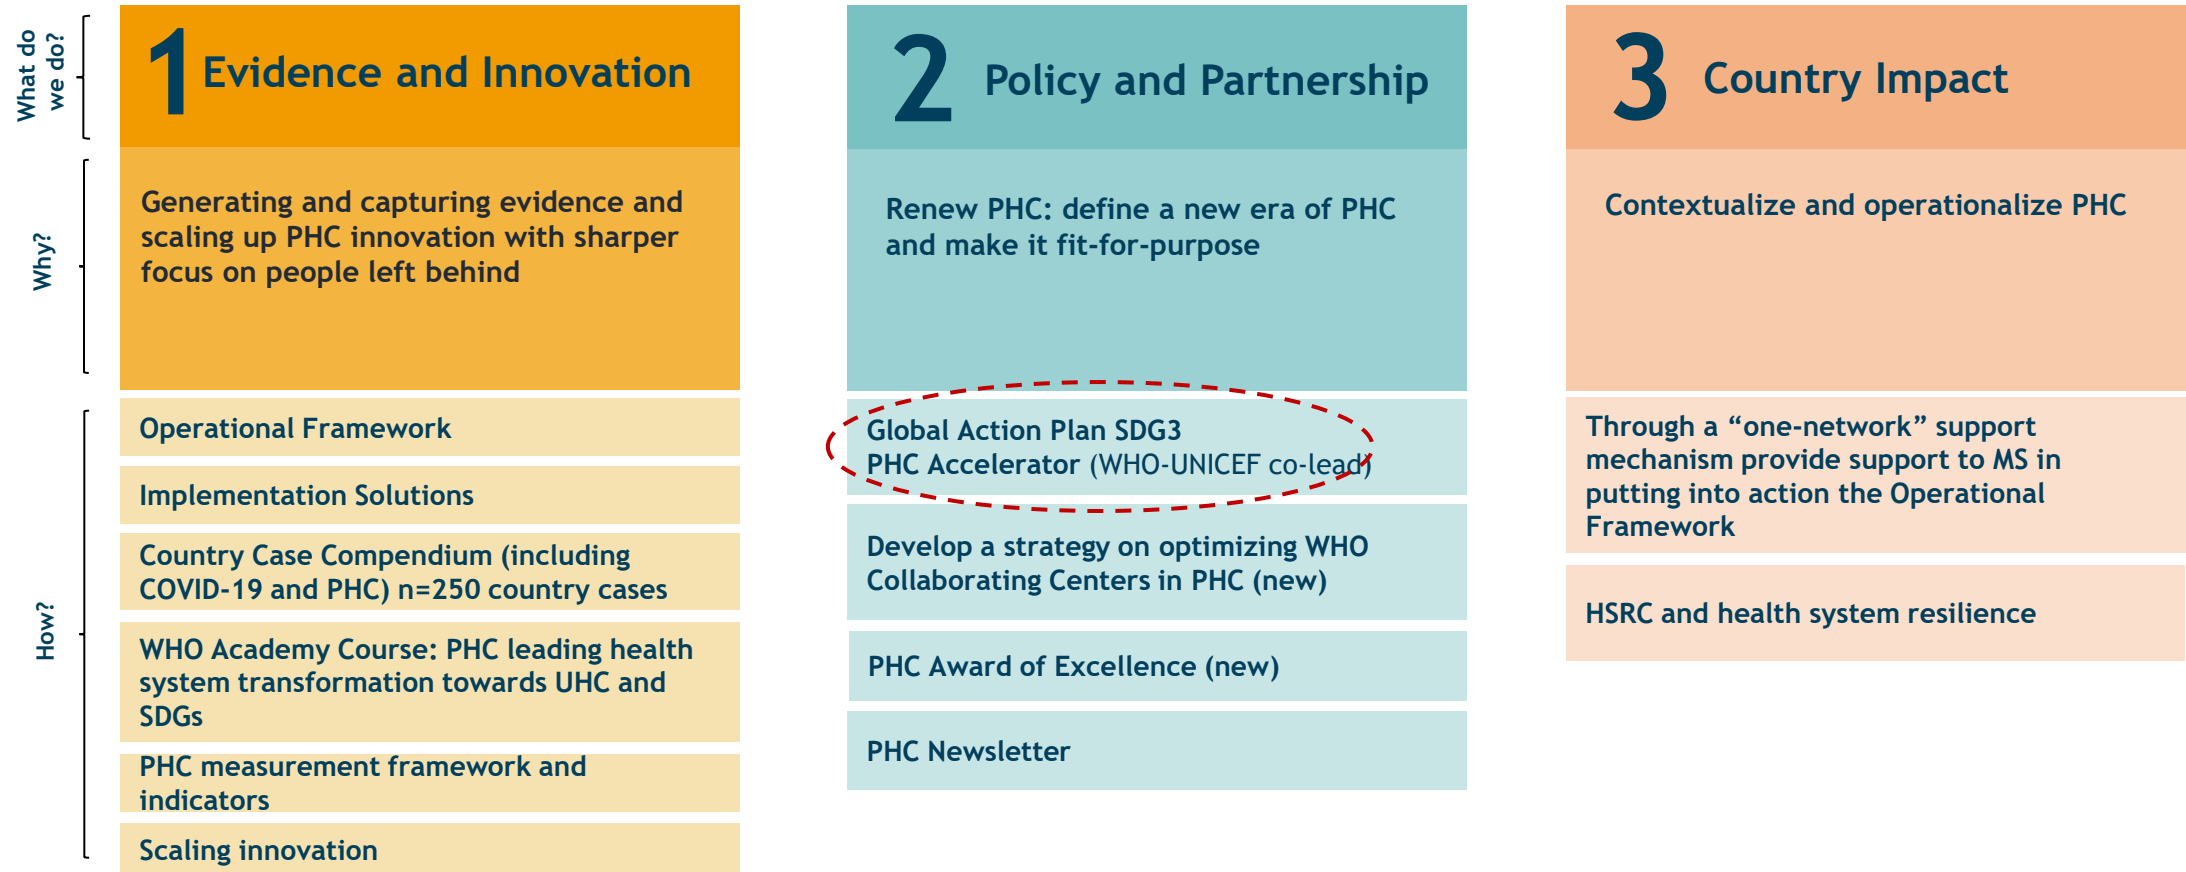 What do
we do?
1 Evidence and Innovation
2 Policy and Partnership
3 Country Impact
Why?
Generating and capturing evidence and
scaling up PHC innovation with sharper
focus on people left behind
Renew PHC: define a new era of PHC
and make it fit-for-purpose
Contextualize and operationalize PHC
How?
Operational Framework
Implementation Solutions
Country Case Compendium (including
COVID-19 and PHC) n=250 country cases
WHO Academy Course: PHC leading health
system transformation towards UHC and
SDGs
PHC measurement framework and
indicators
Scaling innovation
Global Action Plan SDG3
PHC Accelerator (WHO-UNICEF co-lead)
Develop a strategy on optimizing WHO
Collaborating Centers in PHC (new)
PHC Award of Excellence (new)
PHC Newsletter
Through a “one-network” support
mechanism provide support to MS in
putting into action the Operational
Framework
HSRC and health system resilience